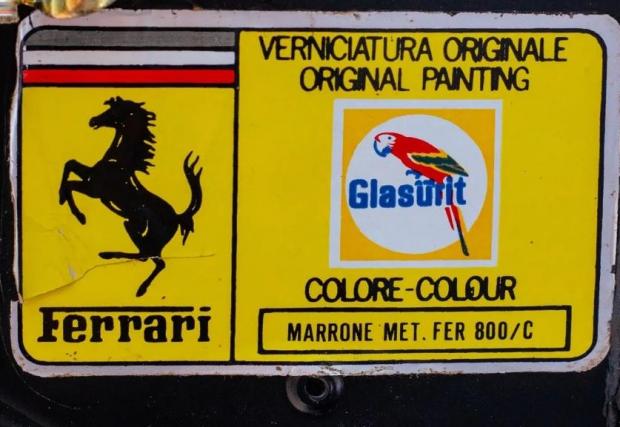 VERNICIATURA ORIGINALE
ORIGINAL PAINTING
Glasurit
COLORE-COLOUR
MARRONE MET. FER 800/C
Ferrari